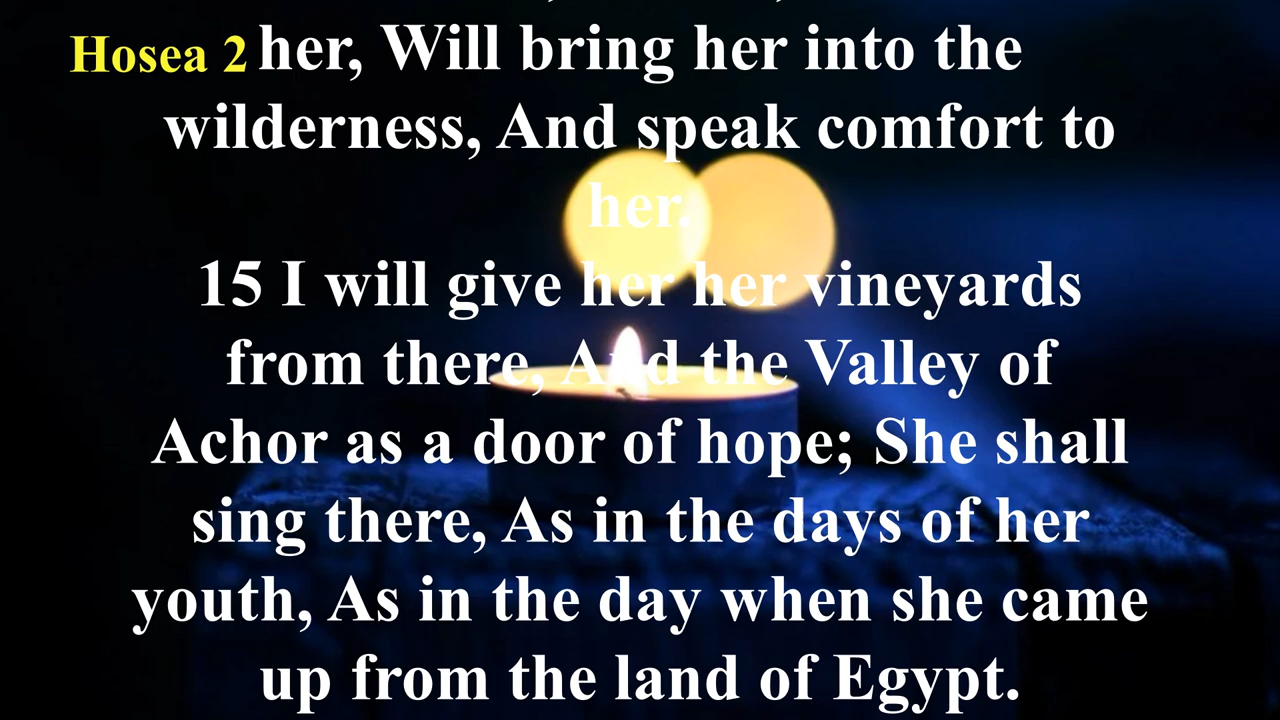 Hosea 2
her, Will bring her into the
wilderness, And speak comfort to
her.
15 I will give her her vineyards
from there, And the Valley of
Achor as a door of hope; She shall
sing there, As in the days of her
youth, As in the day when she came
up from the land of Egypt.